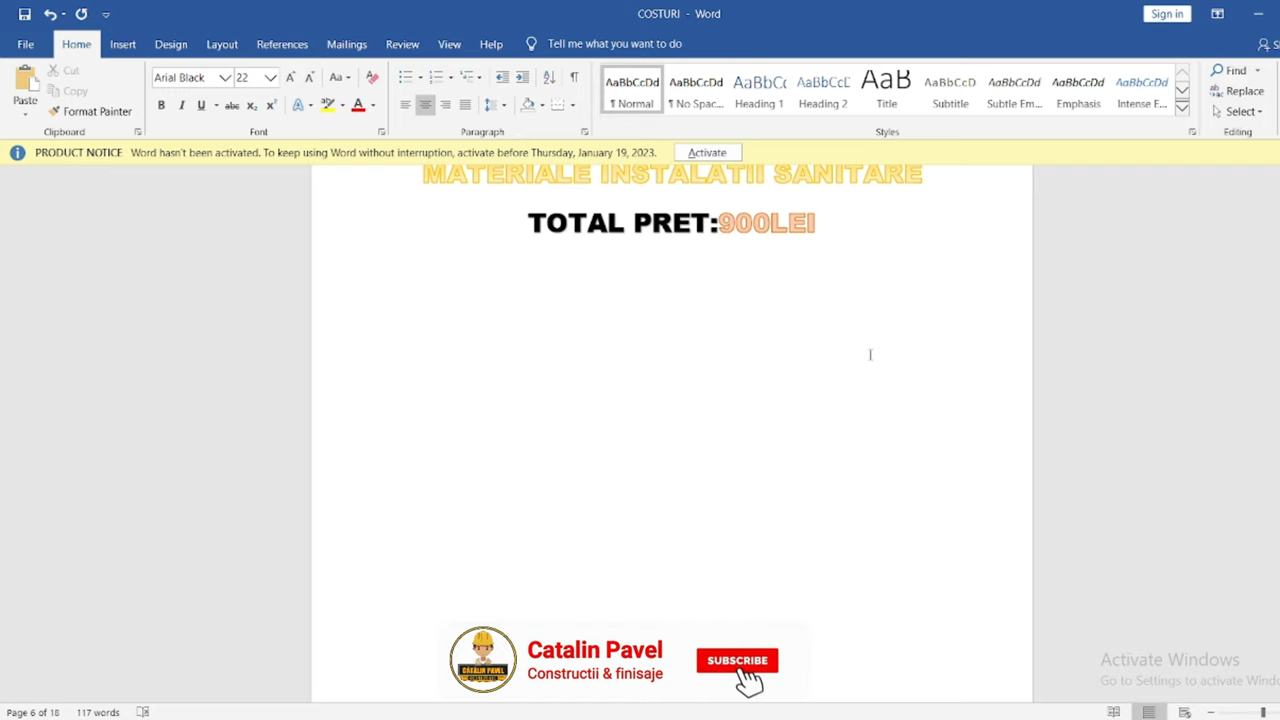 COSTURI - Word
Sign in
File Home Insert Design Layout References Mailings Review View Help Tell me what you want to do
Paste
Cut
Copy
Format Painter
Clipboard
Arial Black 22
Font
Paragraph
AaBbCcDd AaBbCcDd AaBbCc AaBbCcD AaB AaBbCcD AaBbCcDd AaBbCcDd AaBbCcDd
¶ Normal ¶ No Spac... Heading 1 Heading 2 Title Subtitle Subtle Em... Emphasis Intense E...
Styles
Find
Replace
Select
Editing
PRODUCT NOTICE Word hasn't been activated. To keep using Word without interruption, activate before Thursday, January 19, 2023. Activate
MATERIALE INSTALATII SANITARE
TOTAL PRET:900LEI
CATALIN PAVEL
Catalin Pavel
Constructii & finisaje
SUBSCRIBE
Activate Windows
Go to Settings to activate
Page 6 of 18 117 words